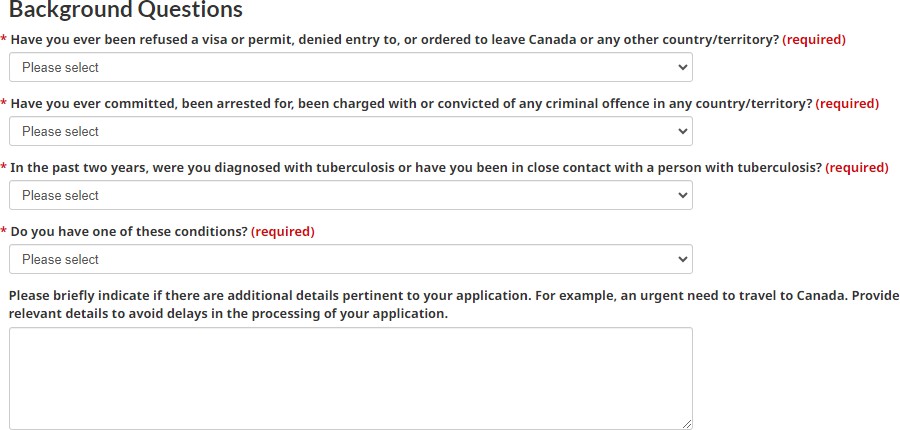 Background Questions
* Have you ever been refused a visa or permit, denied entry to, or ordered to leave Canada or any other country/territory? (required)
Please select
* Have you ever committed, been arrested for, been charged with or convicted of any criminal offence in any country/territory? (required)
Please select
* In the past two years, were you diagnosed with tuberculosis or have you been in close contact with a person with tuberculosis? (required)
Please select
* Do you have one of these conditions? (required)
Please select
Please briefly indicate if there are additional details pertinent to your application. For example, an urgent need to travel to Canada. Provide
relevant details to avoid delays in the processing of your application.